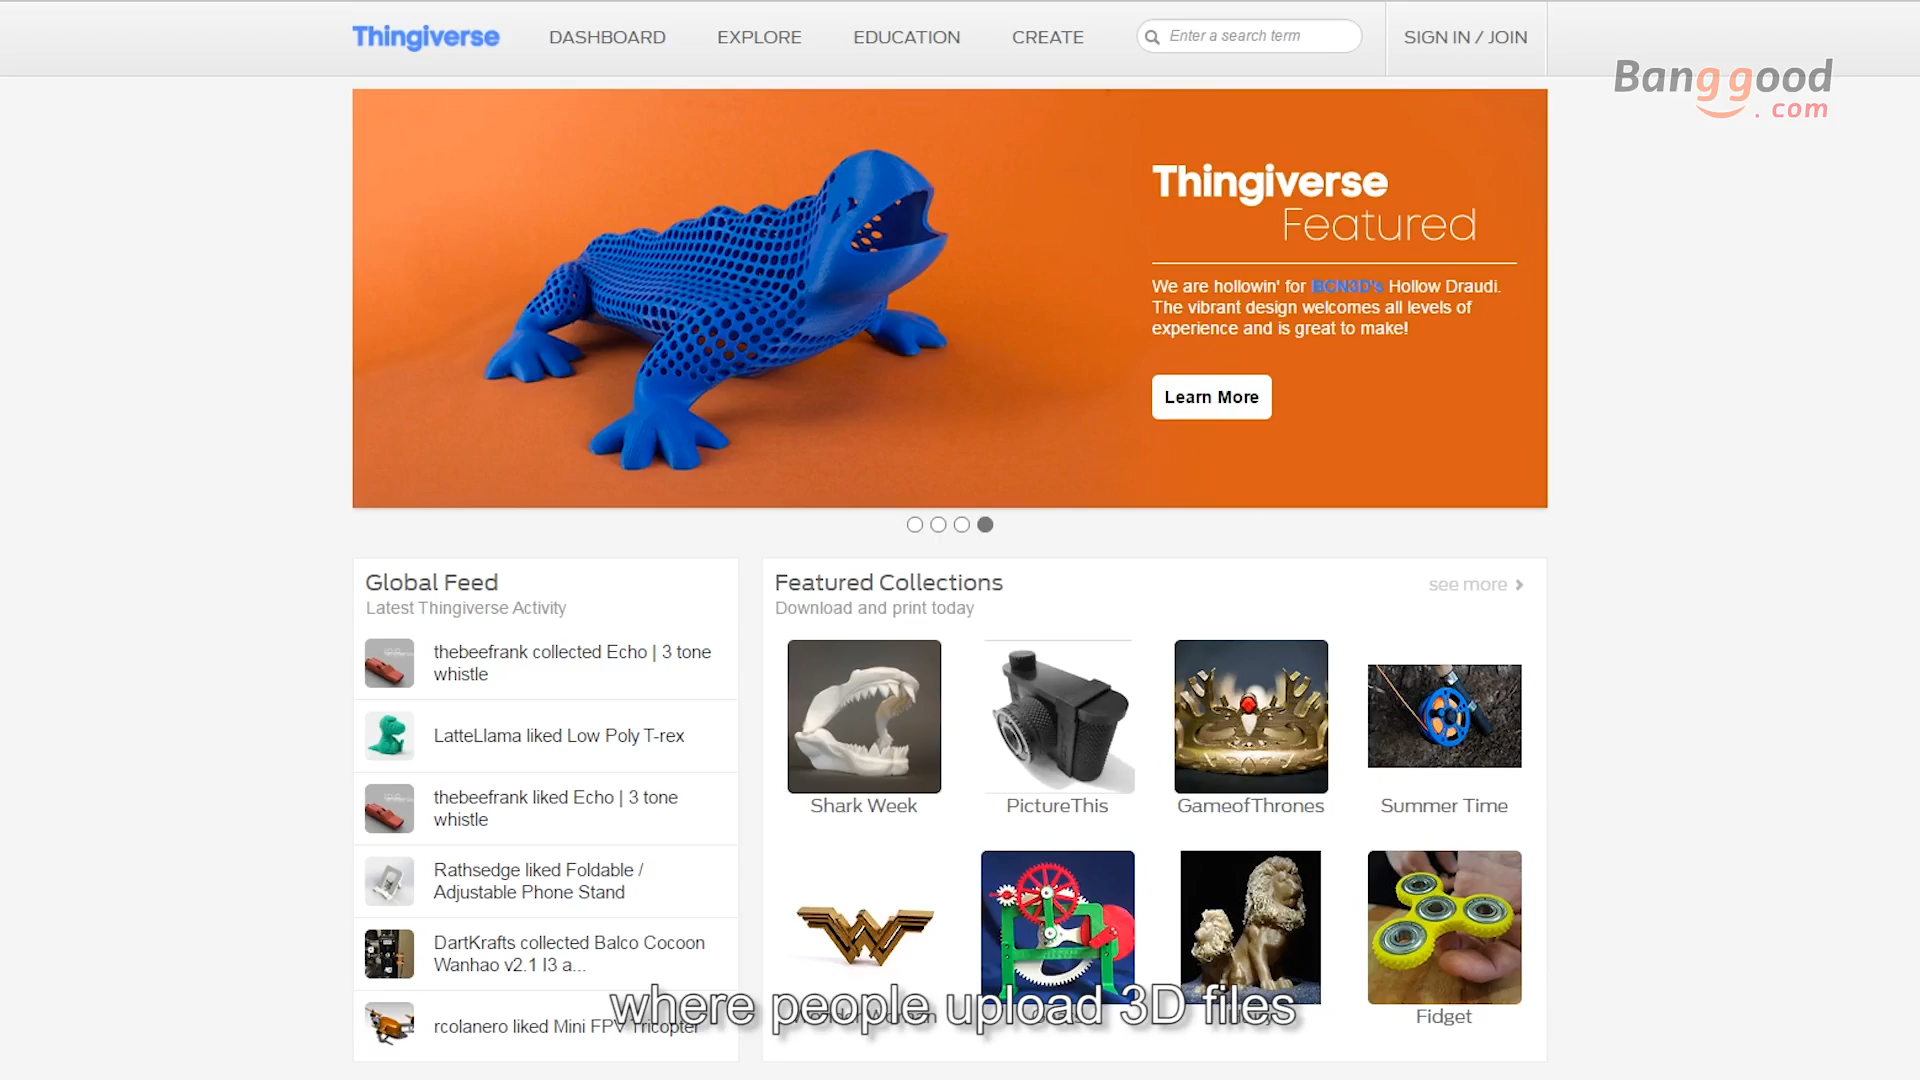 Thingiverse
DASHBOARD
EXPLORE
EDUCATION
CREATE
Enter a search term
SIGN IN / JOIN
Banggood
.com
Thingiverse
Featured
We are hollowin' for BCN3D's Hollow Draudi.
The vibrant design welcomes all levels of
experience and is great to make!
Learn More
Global Feed
Latest Thingiverse Activity
thebeefrank collected Echo | 3 tone
whistle
LatteLlama liked Low Poly T-rex
thebeefrank liked Echo | 3 tone
whistle
Rathsedge liked Foldable /
Adjustable Phone Stand
DartKrafts collected Balco Cocoon
Wanhao v2.1 I3 a...
rcolanero liked Mini FPV Tricopter
Featured Collections
Download and print today
see more
Shark Week
PictureThis
GameofThrones
Summer Time
Fidget
where people upload 3D files